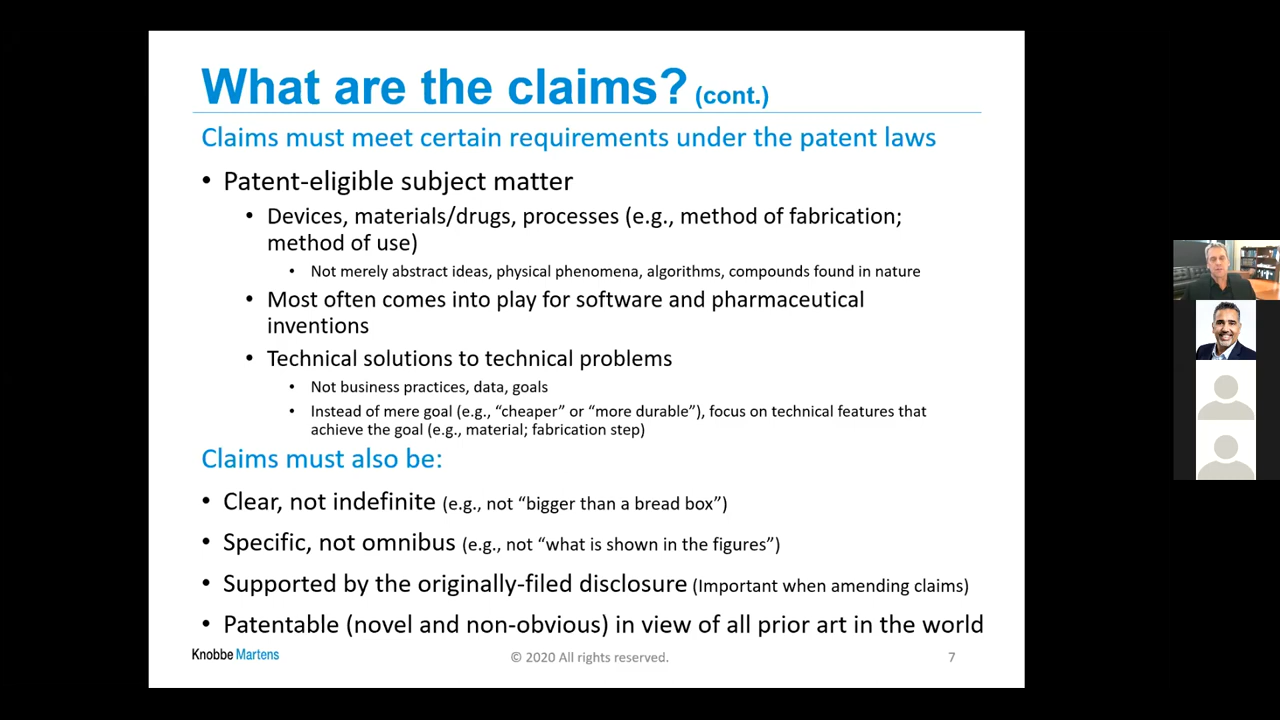 What are the claims? (cont.)
Claims must meet certain requirements under the patent laws
• Patent-eligible subject matter
• Devices, materials/drugs, processes (e.g., method of fabrication;
method of use)
• Not merely abstract ideas, physical phenomena, algorithms, compounds found in nature
• Most often comes into play for software and pharmaceutical
inventions
• Technical solutions to technical problems
• Not business practices, data, goals
• Instead of mere goal (e.g., “cheaper” or “more durable”), focus on technical features that
achieve the goal (e.g., material; fabrication step)
Claims must also be:
• Clear, not indefinite (e.g., not “bigger than a bread box”)
• Specific, not omnibus (e.g., not “what is shown in the figures”)
• Supported by the originally-filed disclosure (Important when amending claims)
• Patentable (novel and non-obvious) in view of all prior art in the world
Knobbe Martens
© 2020 All rights reserved.
7